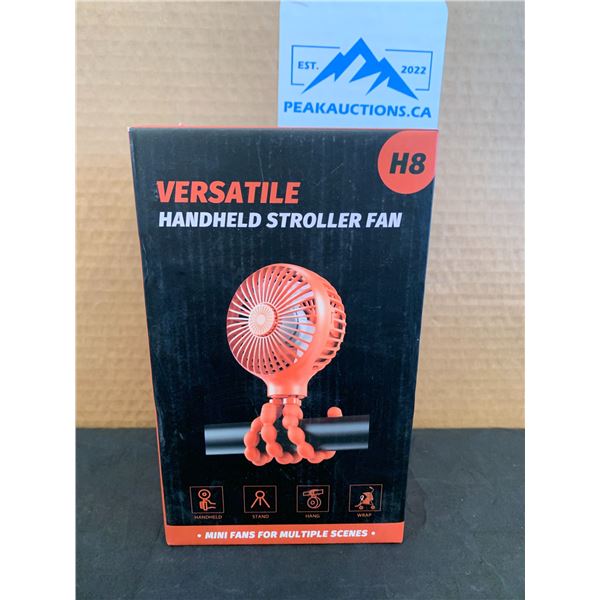 EST. 2022
PEAKAUCTIONS.CA
H8
VERSATILE
HANDHELD STROLLER FAN
HANDHELD STAND HANG WRAP
• MINI FANS FOR MULTIPLE SCENES •